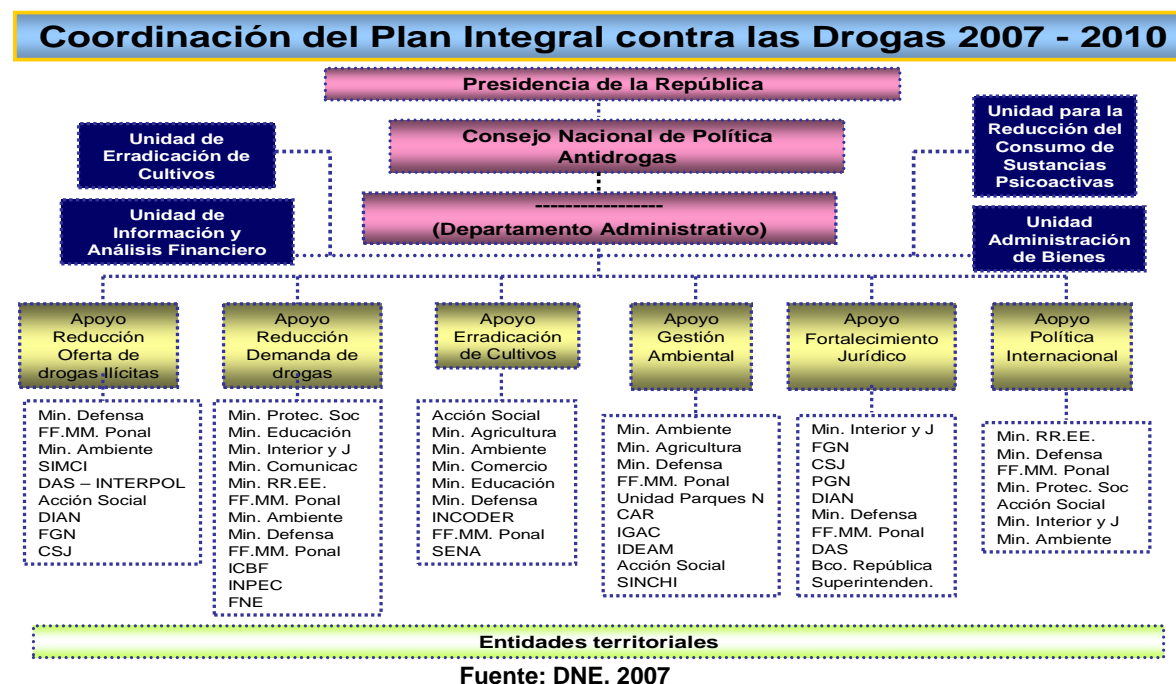 Coordinación del Plan Integral contra las Drogas 2007 - 2010
Presidencia de la República
Consejo Nacional de Política
Antidrogas
-----------------
(Departamento Administrativo)
Unidad de
Erradicación de
Cultivos
Unidad de
Información y
Análisis Financiero
Unidad para la
Reducción del
Consumo de
Sustancias
Psicoactivas
Unidad
Administración
de Bienes
Apoyo
Reducción
Oferta de
drogas Ilícitas
Min. Defensa
FF.MM. Ponal
Min. Ambiente
SIMCI
DAS – INTERPOL
Acción Social
DIAN
FGN
CSJ
Apoyo
Reducción
Demanda de
drogas
Min. Protec. Soc
Min. Educación
Min. Interior y J
Min. Comunicac
Min. RR.EE.
FF.MM. Ponal
Min. Ambiente
Min. Defensa
FF.MM. Ponal
ICBF
INPEC
FNE
Apoyo
Erradicación
de Cultivos
Acción Social
Min. Agricultura
Min. Ambiente
Min. Comercio
Min. Educación
Min. Defensa
INCODER
FF.MM. Ponal
SENA
Apoyo
Gestión
Ambiental
Min. Ambiente
Min. Agricultura
Min. Defensa
FF.MM. Ponal
Unidad Parques N
CAR
IGAC
IDEAM
Acción Social
SINCHI
Apoyo
Fortalecimiento
Jurídico
Min. Interior y J
FGN
CSJ
PGN
DIAN
Min. Defensa
FF.MM. Ponal
DAS
Bco. República
Superintenden.
Aopyo
Política
Internacional
Min. RR.EE.
Min. Defensa
FF.MM. Ponal
Min. Protec. Soc
Acción Social
Min. Interior y J
Min. Ambiente
Entidades territoriales
Fuente: DNE. 2007